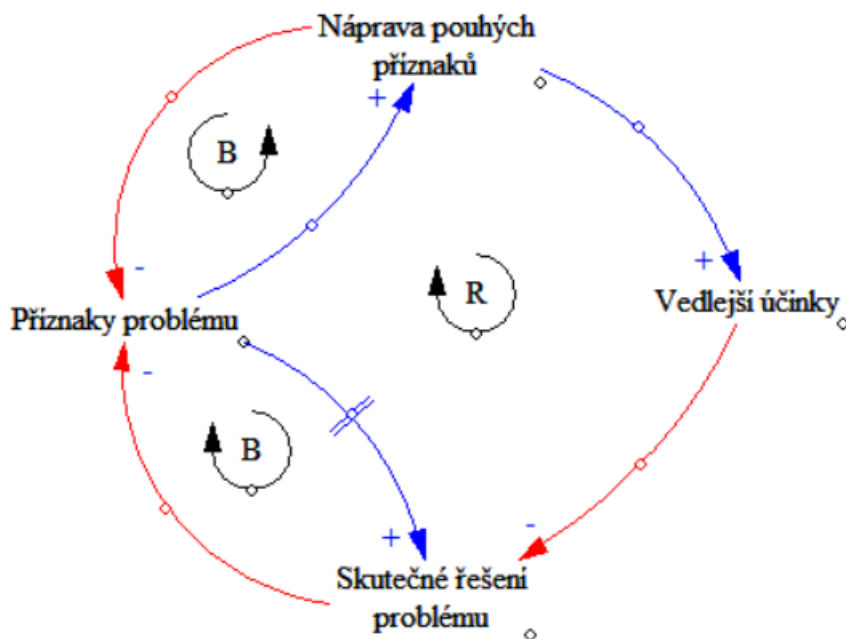 Náprava pouhých
příznaků
+
B
-
+
R
Příznaky problému
Vedlejší účinky
-
B
+
-
Skutečné řešení
problému